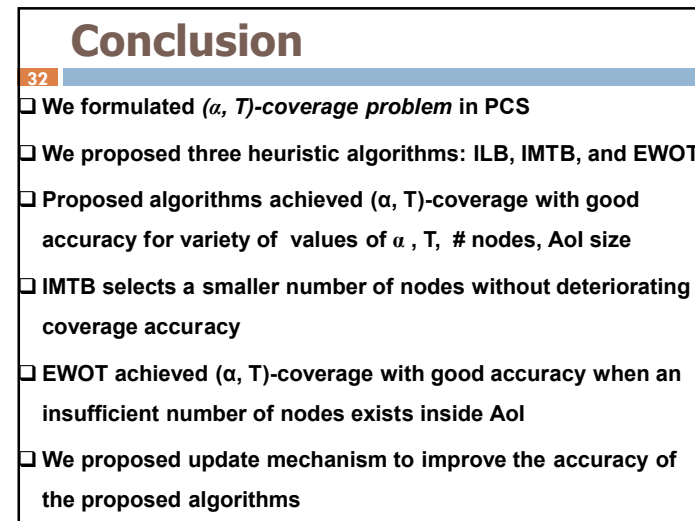 Conclusion
32
❑ We formulated (α, T)-coverage problem in PCS
❑ We proposed three heuristic algorithms: ILB, IMTB, and EWOT
❑ Proposed algorithms achieved (α, T)-coverage with good
accuracy for variety of values of α , T, # nodes, AoI size
❑ IMTB selects a smaller number of nodes without deteriorating
coverage accuracy
❑ EWOT achieved (α, T)-coverage with good accuracy when an
insufficient number of nodes exists inside AoI
❑ We proposed update mechanism to improve the accuracy of
the proposed algorithms